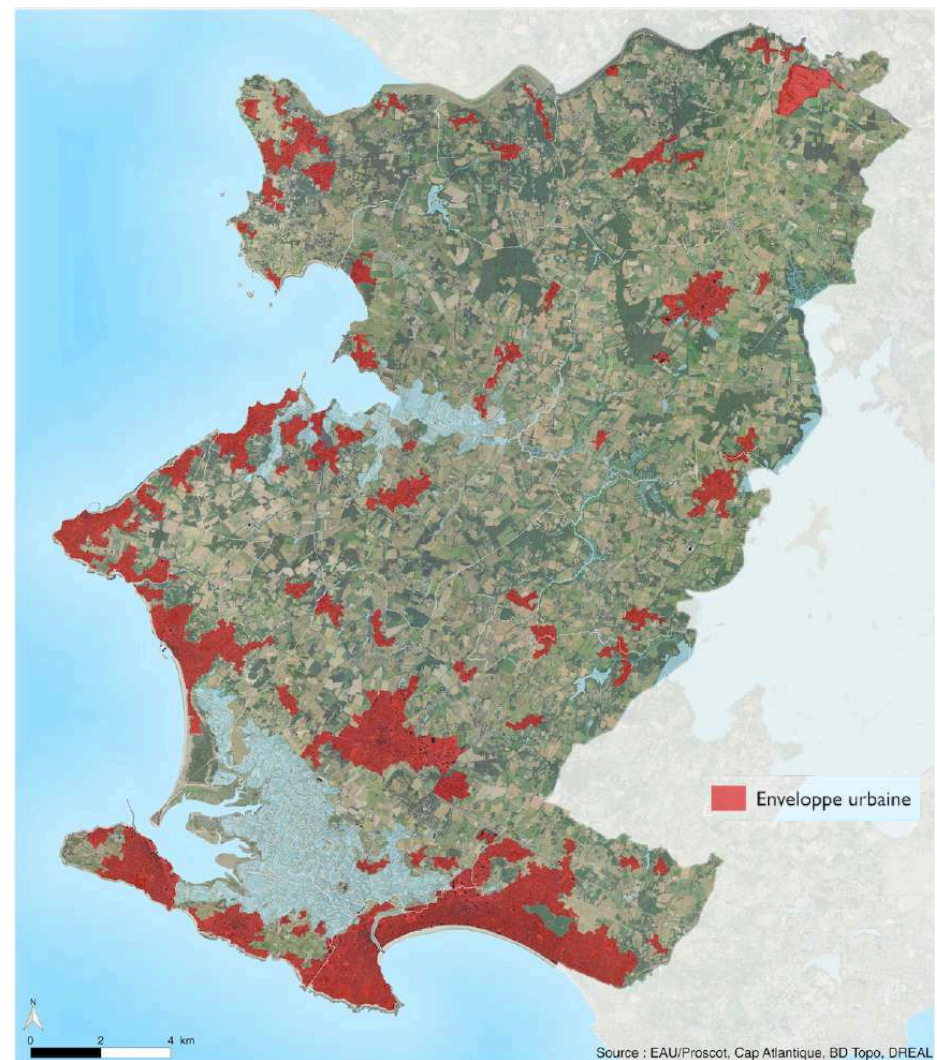 Enveloppe urbaine
N
0 2 4 km
Source : EAU/Proscot, Cap Atlantique, BD Topo, DREAL